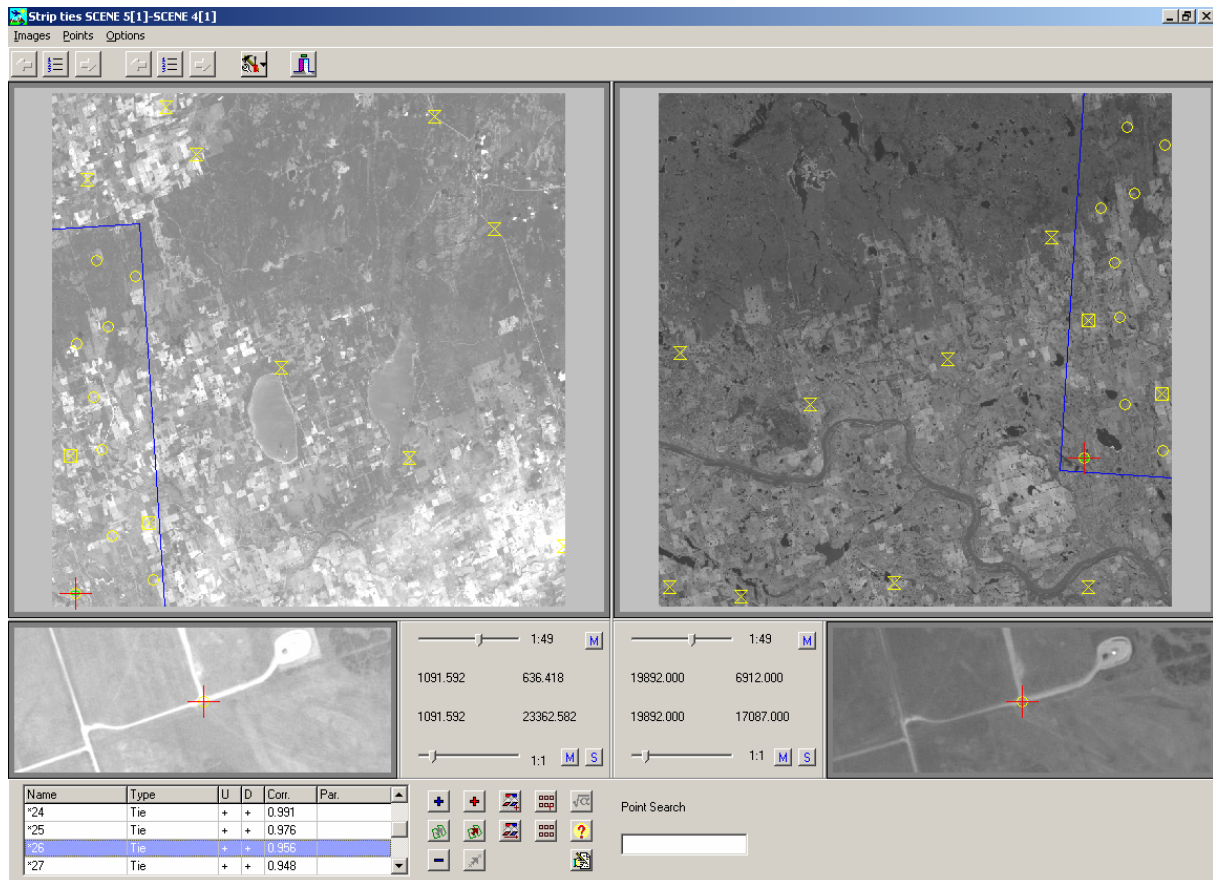 Strip ties SCENE 5[1]-SCENE 4[1]
Images Points Options
1:49 M 1:49 M
1091.592 636.418 19892.000 6912.000
1091.592 23362.582 19892.000 17087.000
1:1 M S 1:1 M S
Name Type U D Corr. Par.
*24 Tie + + 0.991
*25 Tie + + 0.976
*26 Tie + + 0.956
*27 Tie + + 0.948
Point Search